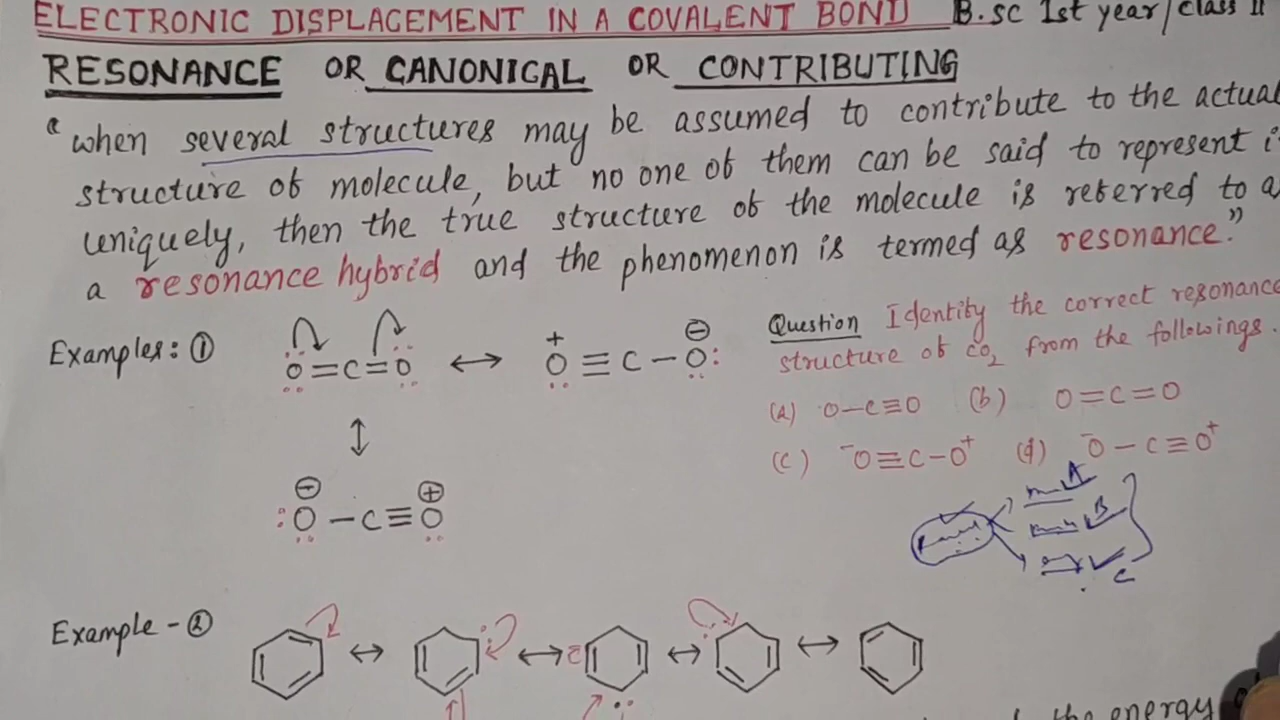 ELECTRONIC DISPLACEMENT IN A COVALENT BOND B.sc 1st year/class 11
RESONANCE OR CANONICAL OR CONTRIBUTING
"when several structures may be assumed to contribute to the actual
structure of molecule, but no one of them can be said to represent
uniquely, then the true structure of the molecule is referred to
a resonance hybrid and the phenomenon is termed as resonance."
Examples: ①
O=C=O ↔ +O≡C−O⊖
↕
⊖O−C≡O⊕
Question Identity the correct resonance
structure of CO2 from the followings.
(a) O−C≡O (b) O=C=O
(c) ⁻O≡C−O⁺ (d) ⁻O−C≡O⁺
A
B
C
Example - ②
↔ ↔ ↔ ↔
the energy